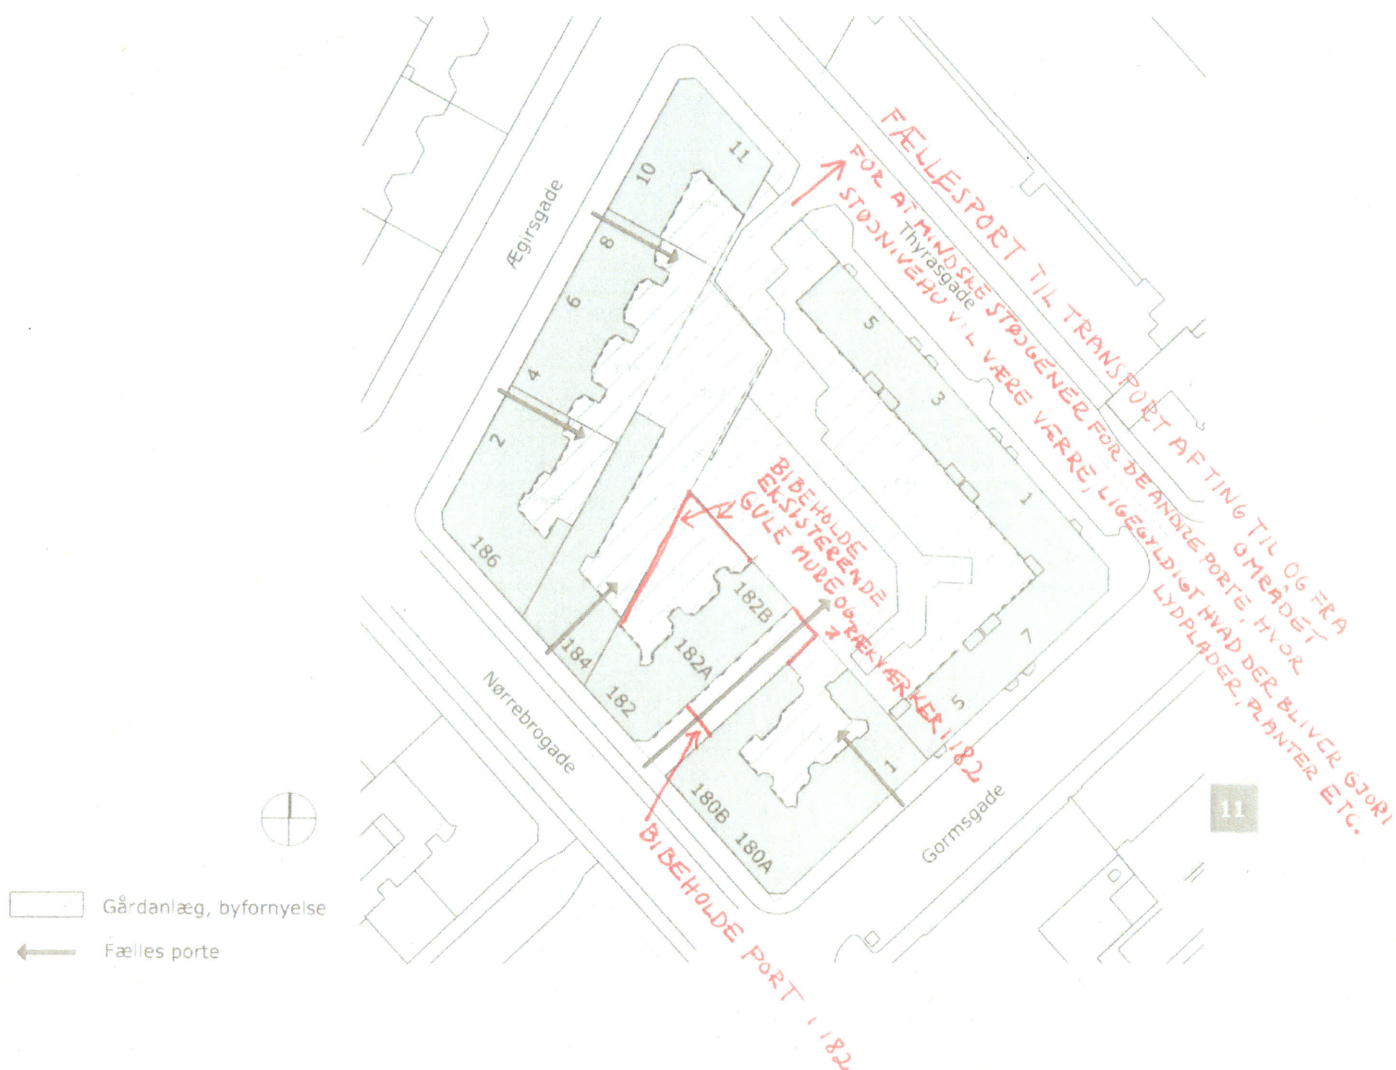 FÆLLESPORT TIL TRANSPORT AF TING TIL OG FRA
OMRÅDET
FOR AT MINDSKE STØJGENER FOR DE ANDRE PORTE, HVOR
STØJNIVEAU VIL VÆRE VÆRRE, LIGEGYLDIGT HVAD DER BLIVER GJORT
LYDPLADER, PLANTER ETC.
Ægirsgade
Thyrasgade
11
10
8
6
4
2
5
3
1
7
5
1
186
184
182
182A
182B
180B
180A
BIBEHOLDE
EKSISTERENDE
GULE MURE OG RÆKVÆRKER I 182
Nørrebrogade
Gormsgade
BIBEHOLDE PORT I 182
11
Gårdanlæg, byfornyelse
Fælles porte